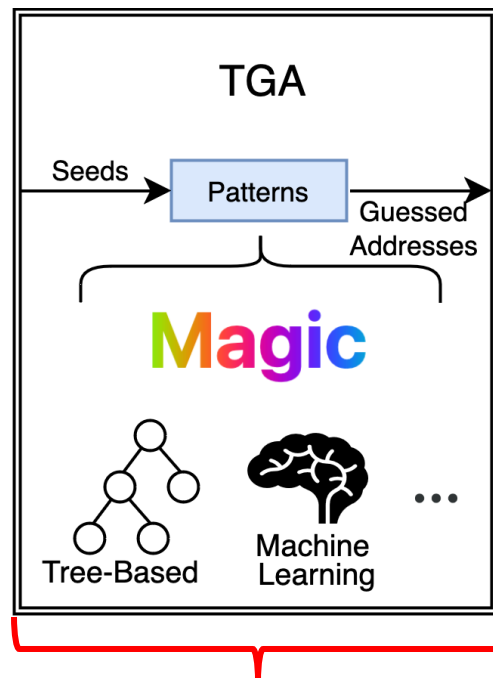 TGA
Seeds
Patterns
Guessed
Addresses
Magic
Tree-Based
Machine
Learning
...